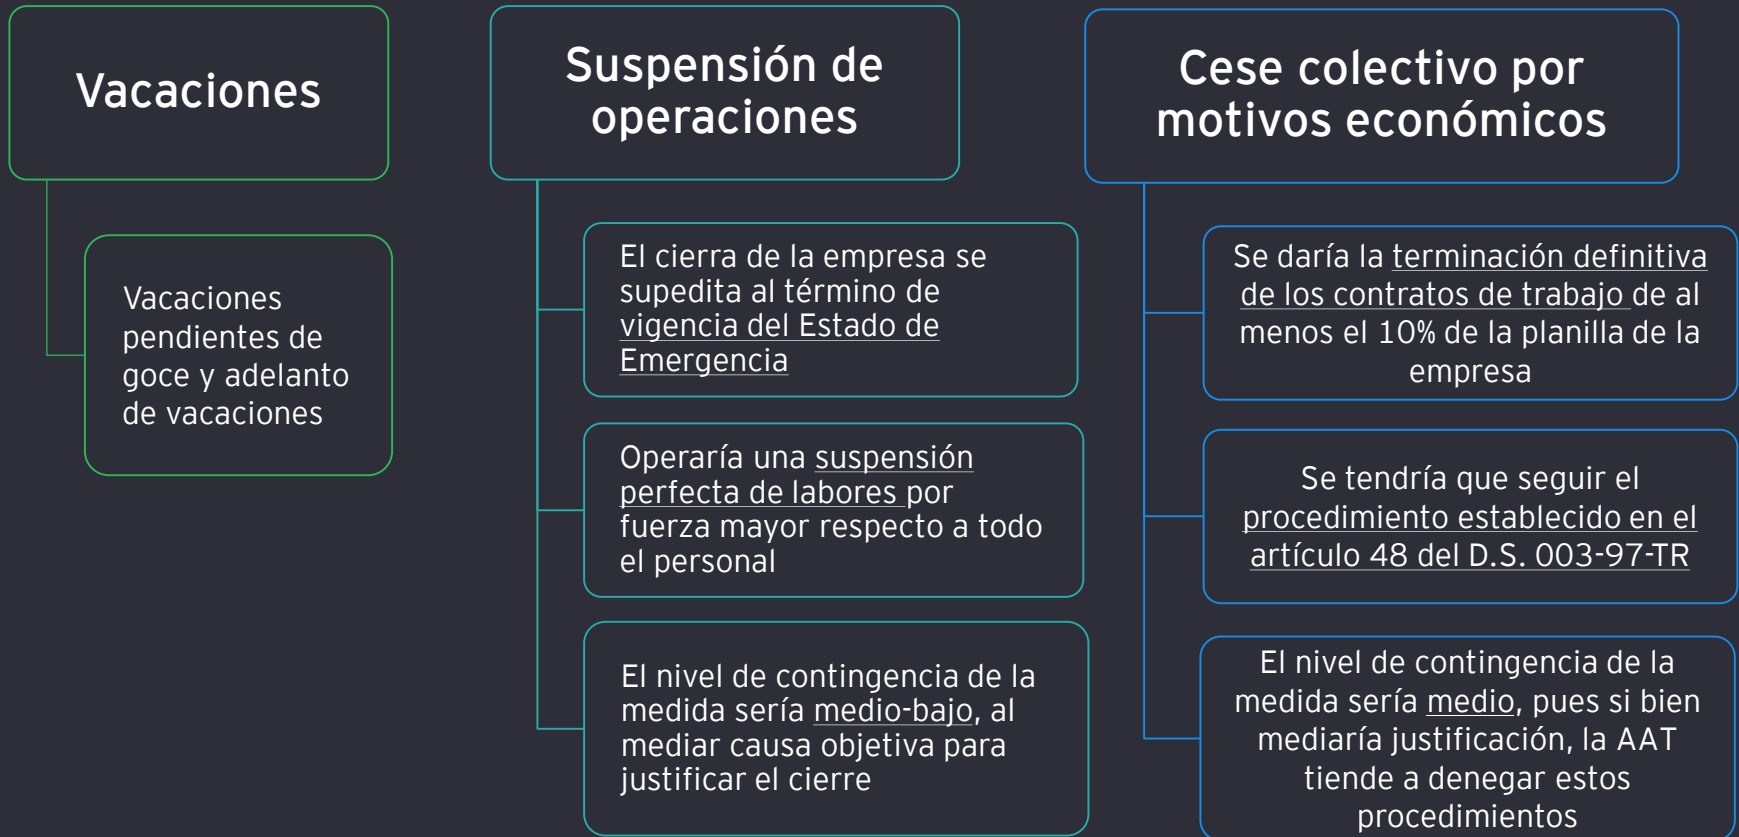 Vacaciones
Vacaciones
pendientes de
goce y adelanto
de vacaciones
Suspensión de
operaciones
El cierra de la empresa se
supedita al término de
vigencia del Estado de
Emergencia
Operaría una suspensión
perfecta de labores por
fuerza mayor respecto a todo
el personal
El nivel de contingencia de la
medida sería medio-bajo, al
mediar causa objetiva para
justificar el cierre
Cese colectivo por
motivos económicos
Se daría la terminación definitiva
de los contratos de trabajo de al
menos el 10% de la planilla de la
empresa
Se tendría que seguir el
procedimiento establecido en el
artículo 48 del D.S. 003-97-TR
El nivel de contingencia de la
medida sería medio, pues si bien
mediaría justificación, la AAT
tiende a denegar estos
procedimientos